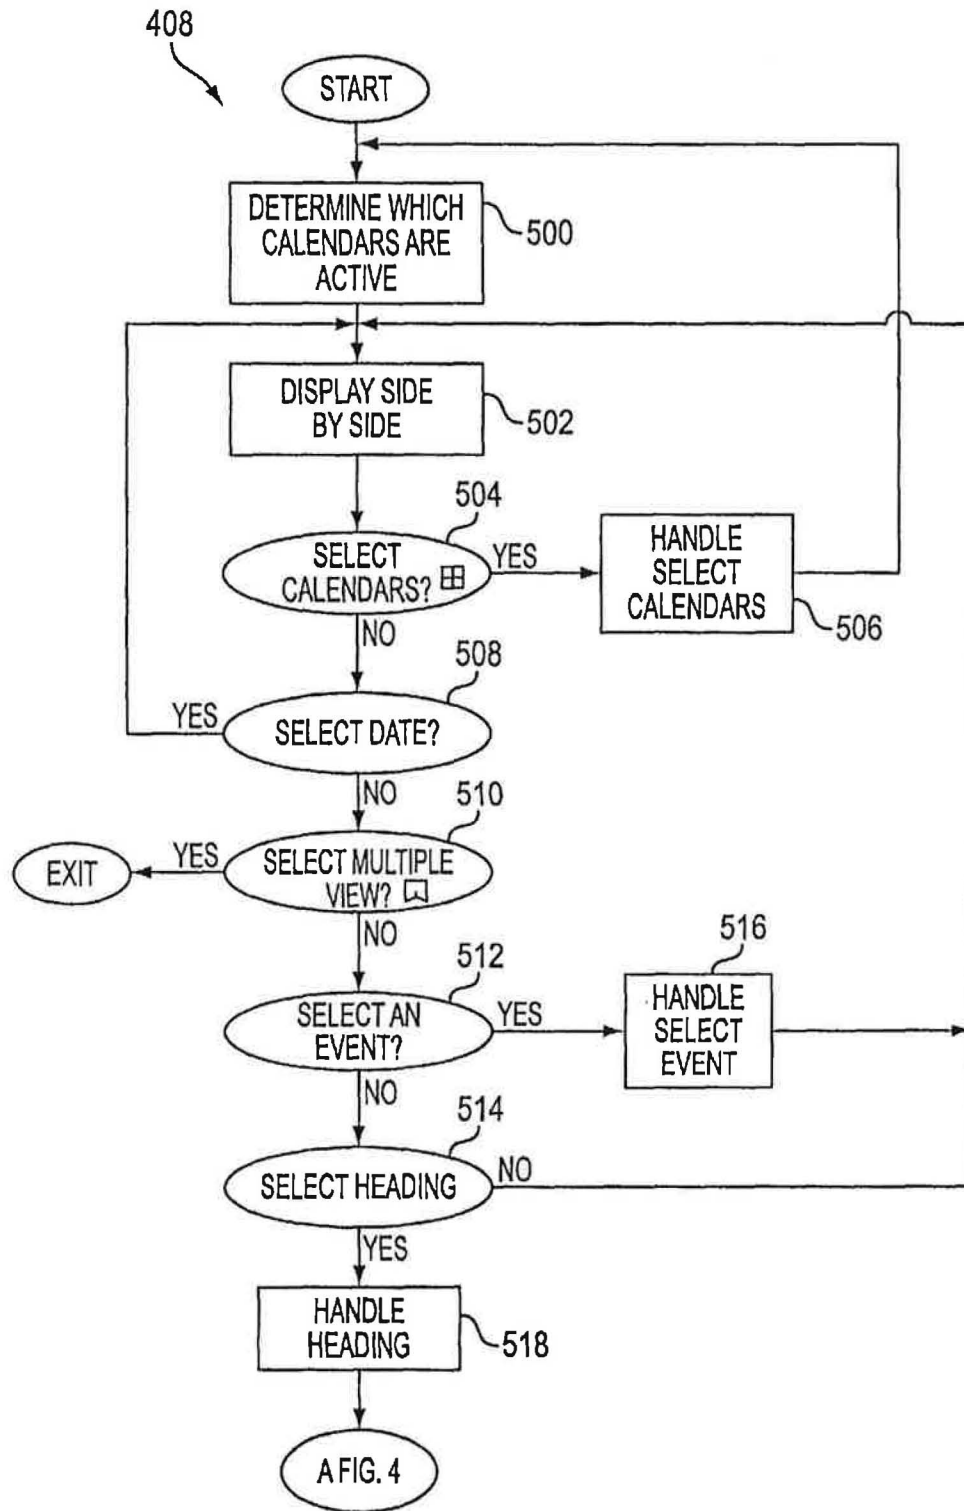 408
START
DETERMINE WHICH
CALENDARS ARE
ACTIVE
500
DISPLAY SIDE
BY SIDE
502
504
SELECT
CALENDARS?
YES
HANDLE
SELECT
CALENDARS
506
NO
508
YES
SELECT DATE?
NO
510
EXIT
YES
SELECT MULTIPLE
VIEW?
NO
512
516
SELECT AN
EVENT?
YES
HANDLE
SELECT
EVENT
NO
514
SELECT HEADING
NO
YES
HANDLE
HEADING
518
A FIG. 4